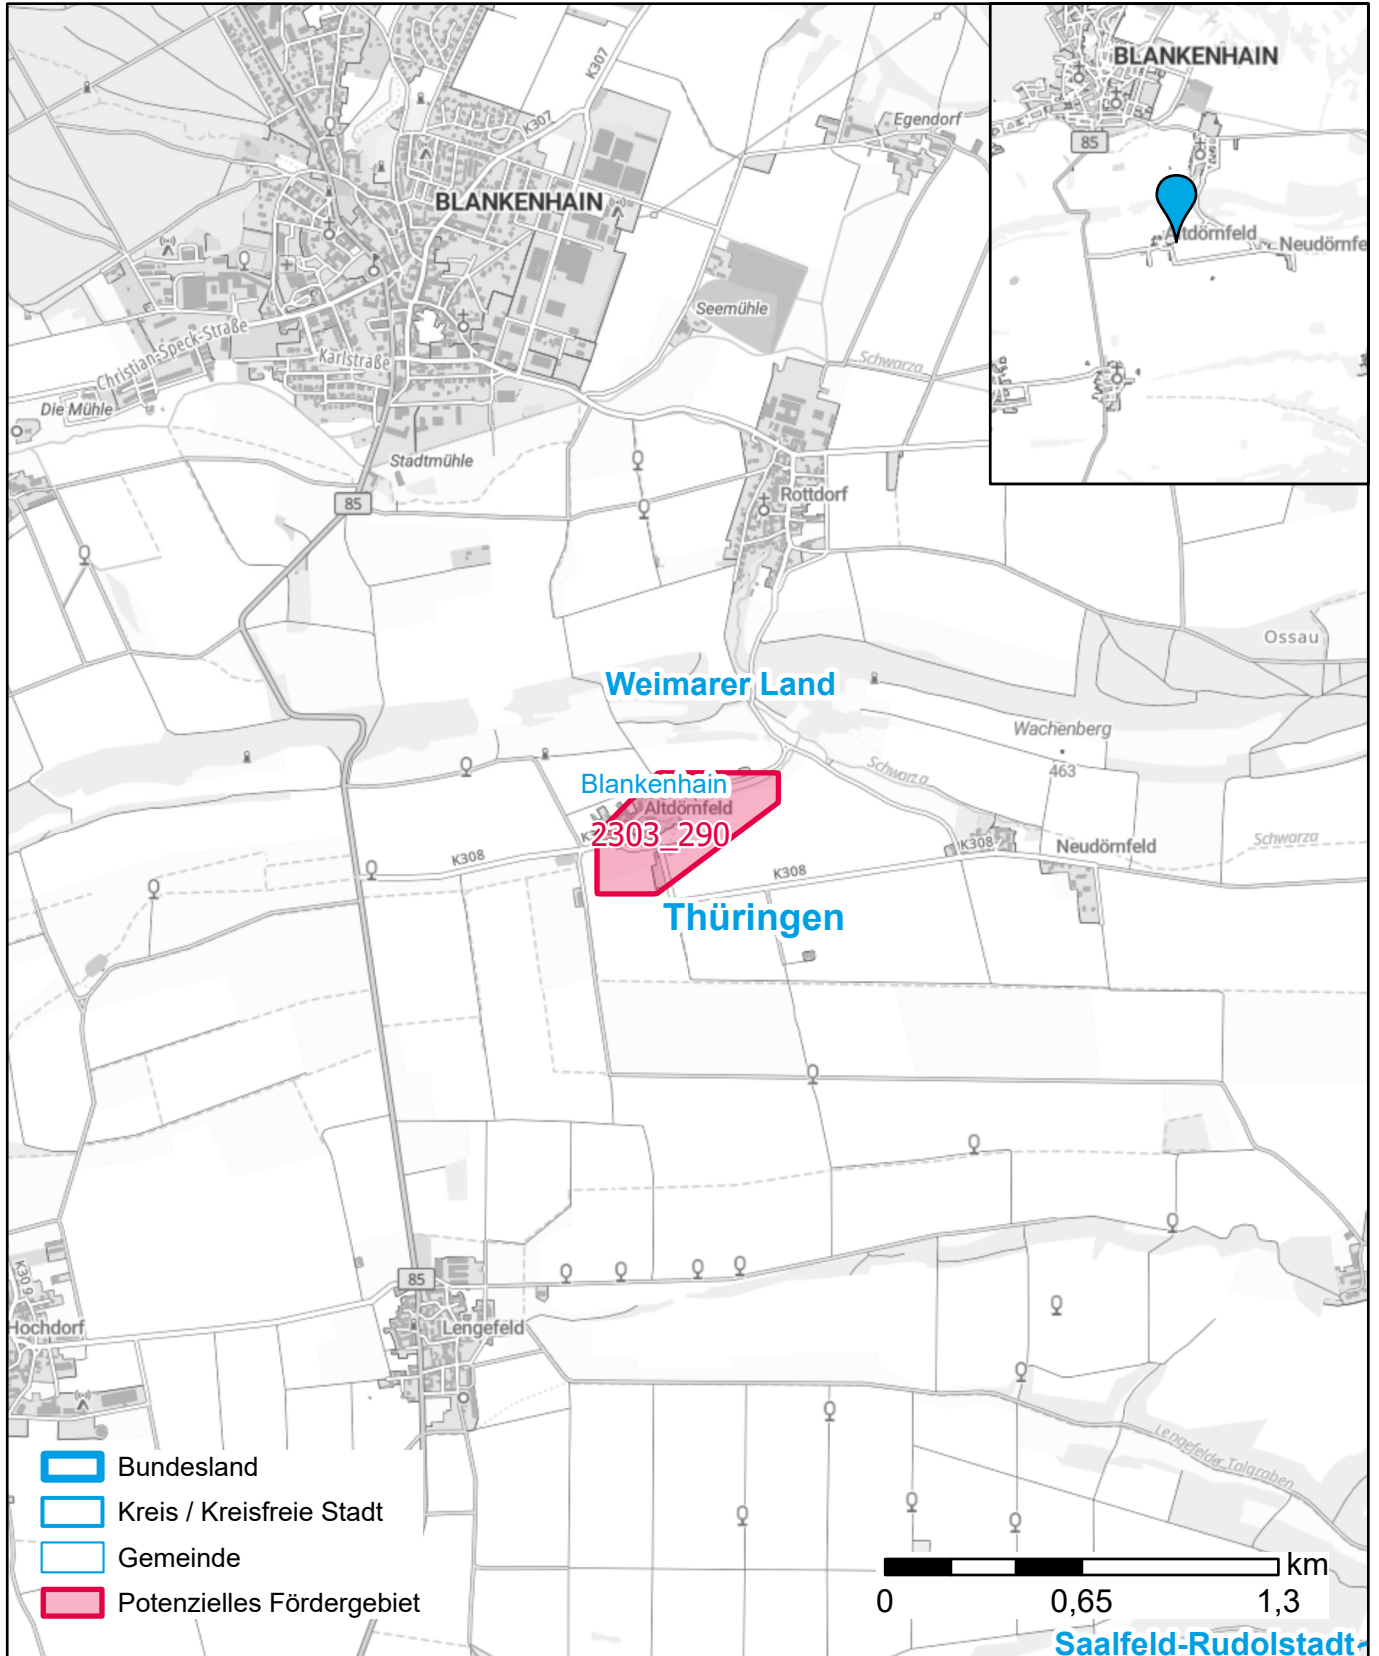 K307
K307
Egendorf
BLANKENHAIN
BLANKENHAIN
85
Altdörnfeld
Neudörnfe
Seemühle
Christian-Speck-Straße
Karlstraße
Schwarza
Die Mühle
Stadtmühle
85
Rottdorf
Ossau
Weimarer Land
Wachenberg
463
Schwarza
Blankenhain
Altdörnfeld
2303_290
K308
K308
K308
Neudörnfeld
Schwarza
Thüringen
K309
85
Hochdorf
Lengefeld
Lengefelder Talgraben
Bundesland
Kreis / Kreisfreie Stadt
Gemeinde
Potenzielles Fördergebiet
km
0
0,65
1,3
Saalfeld-Rudolstadt